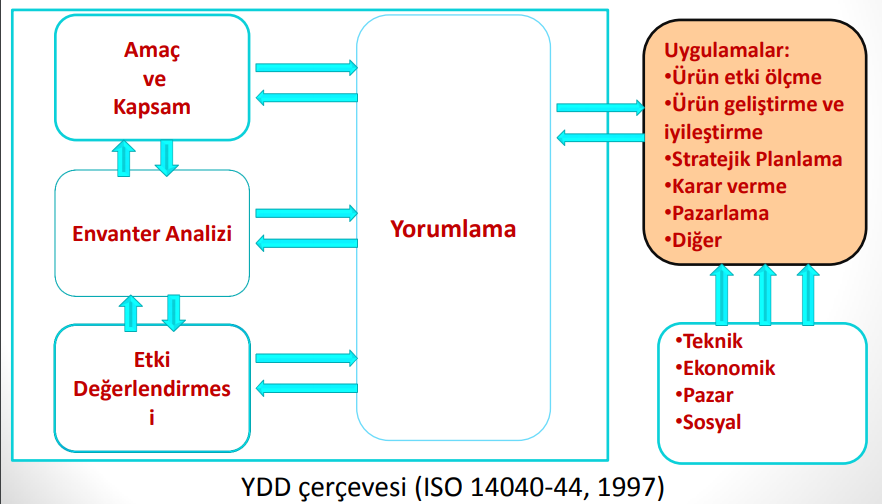 Amaç
ve
Kapsam
Envanter Analizi
Etki
Değerlendirmes
i
Yorumlama
Uygulamalar:
•Ürün etki ölçme
•Ürün geliştirme ve
iyileştirme
•Stratejik Planlama
•Karar verme
•Pazarlama
•Diğer
•Teknik
•Ekonomik
•Pazar
•Sosyal
YDD çerçevesi (ISO 14040-44, 1997)